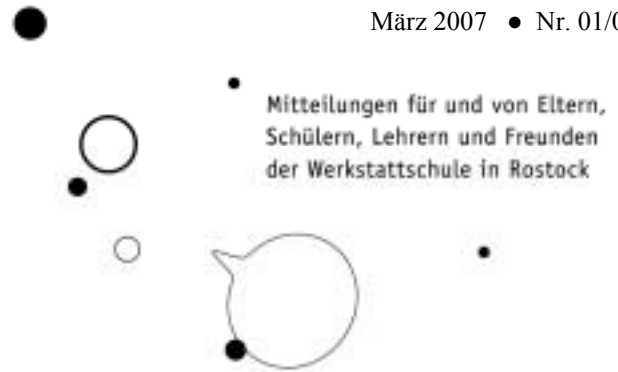 März 2007 ● Nr. 01/0
Mitteilungen für und von Eltern,
Schülern, Lehrern und Freunden
der Werkstattschule in Rostock